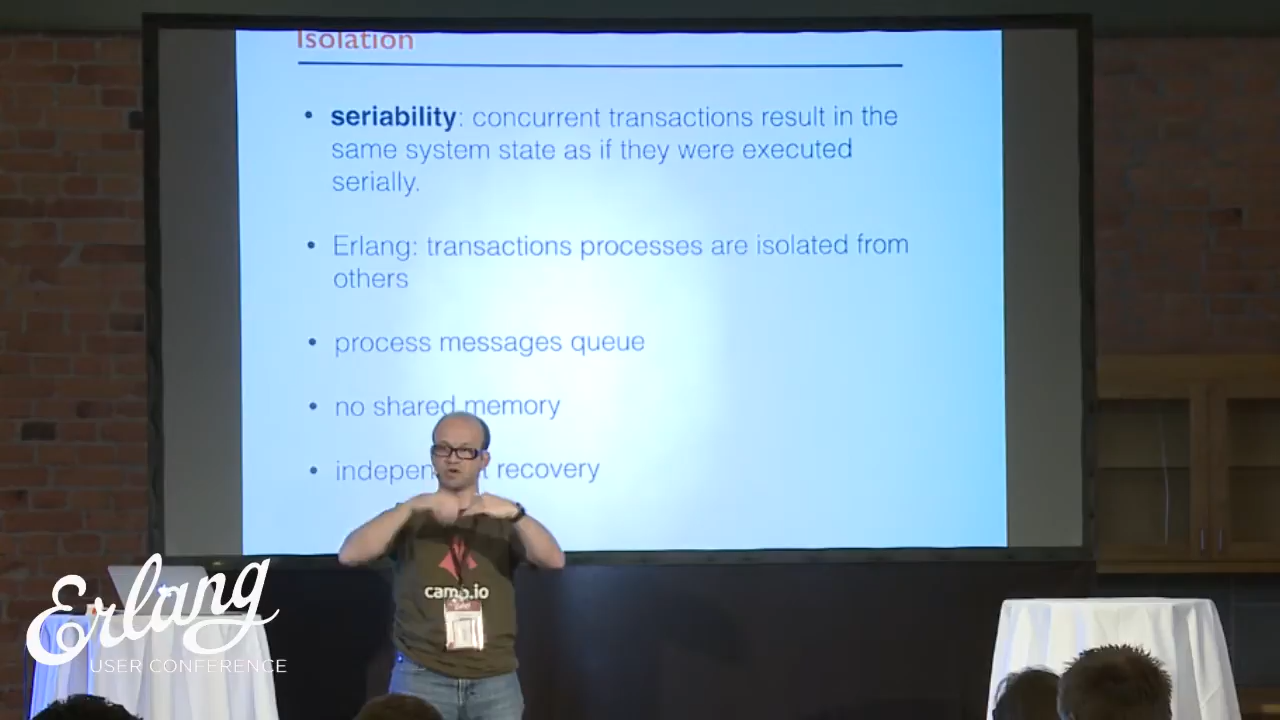 Isolation
• seriability: concurrent transactions result in the
same system state as if they were executed
serially.
• Erlang: transactions processes are isolated from
others
• process messages queue
• no shared memory
• indepen recovery
camp.io
Erlang
USER CONFERENCE